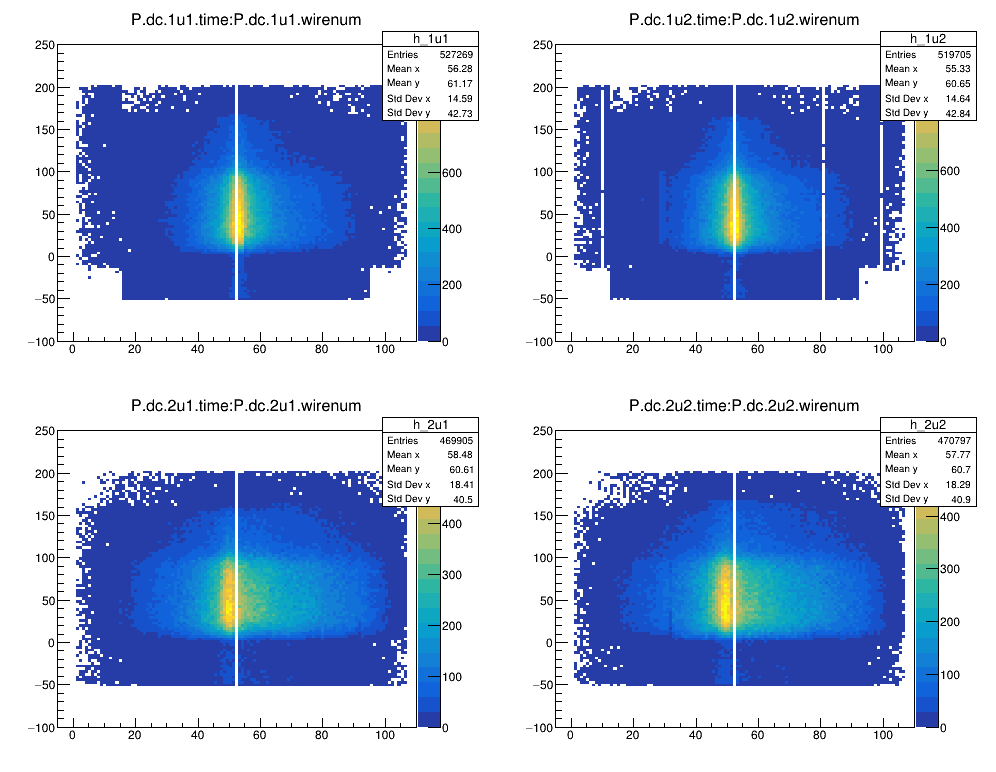 P.dc.1u1.time:P.dc.1u1.wirenum
h_1u1
Entries 527269
Mean x 56.28
Mean y 61.17
Std Dev x 14.59
Std Dev y 42.73
250
200
150
100
50
0
−50
−100
0 20 40 60 80 100
600
400
200
0
P.dc.1u2.time:P.dc.1u2.wirenum
h_1u2
Entries 519705
Mean x 55.33
Mean y 60.65
Std Dev x 14.64
Std Dev y 42.84
250
200
150
100
50
0
−50
−100
0 20 40 60 80 100
600
400
200
0
P.dc.2u1.time:P.dc.2u1.wirenum
h_2u1
Entries 469905
Mean x 58.48
Mean y 60.61
Std Dev x 18.41
Std Dev y 40.5
250
200
150
100
50
0
−50
−100
0 20 40 60 80 100
400
300
200
100
0
P.dc.2u2.time:P.dc.2u2.wirenum
h_2u2
Entries 470797
Mean x 57.77
Mean y 60.7
Std Dev x 18.29
Std Dev y 40.9
250
200
150
100
50
0
−50
−100
0 20 40 60 80 100
400
300
200
100
0